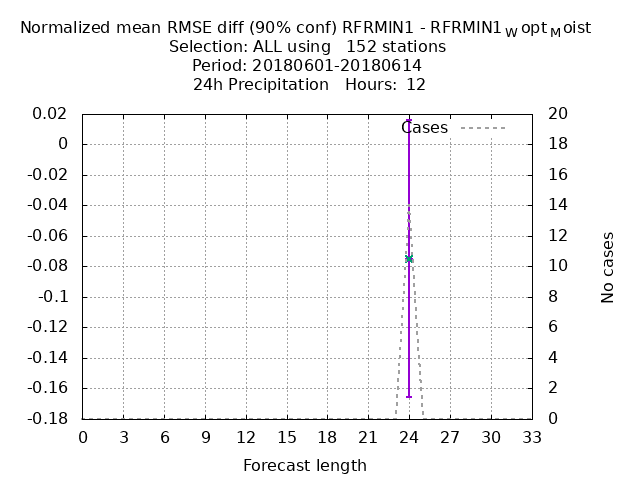 Normalized mean RMSE diff (90% conf) RFRMIN1 - RFRMIN1WoptMoist
Selection: ALL using 152 stations
Period: 20180601-20180614
24h Precipitation Hours: 12
Cases
0.02
0
-0.02
-0.04
-0.06
-0.08
-0.1
-0.12
-0.14
-0.16
-0.18
20
18
16
14
12
10
8
6
4
2
0
No cases
0 3 6 9 12 15 18 21 24 27 30 33
Forecast length